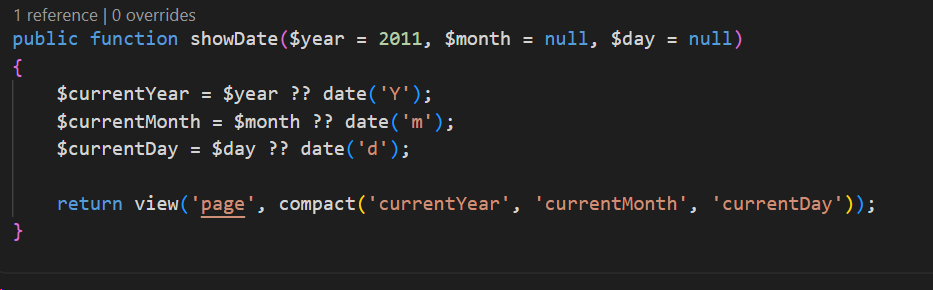 1 reference | 0 overrides
public function showDate($year = 2011, $month = null, $day = null)
{
    $currentYear = $year ?? date('Y');
    $currentMonth = $month ?? date('m');
    $currentDay = $day ?? date('d');
    return view('page', compact('currentYear', 'currentMonth', 'currentDay'));
}